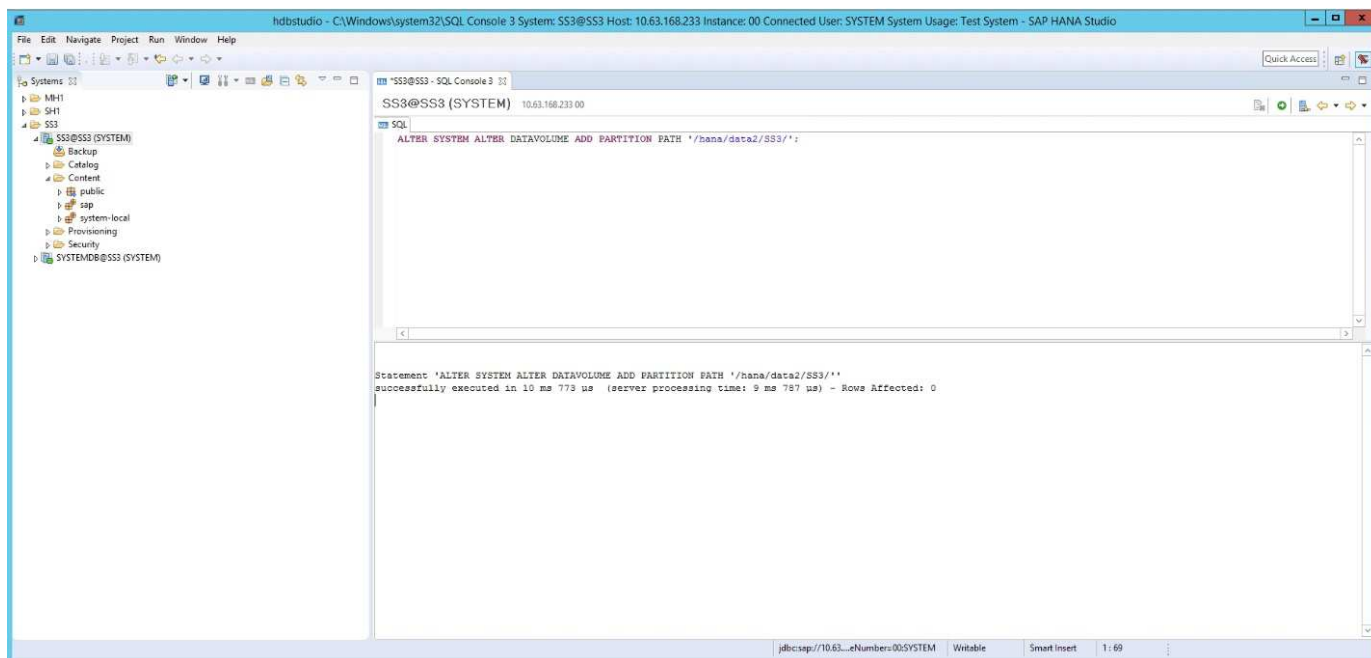 hdbstudio - C:\Windows\system32\SQL Console 3 System: SS3@SS3 Host: 10.63.168.233 Instance: 00 Connected User: SYSTEM System Usage: Test System - SAP HANA Studio
File Edit Navigate Project Run Window Help
Quick Access
Systems
*SS3@SS3 - SQL Console 3
MH1
SH1
SS3
SS3@SS3 (SYSTEM)
Backup
Catalog
Content
public
sap
system-local
Provisioning
Security
SYSTEMDB@SS3 (SYSTEM)
SS3@SS3 (SYSTEM) 10.63.168.233 00
SQL
ALTER SYSTEM ALTER DATAVOLUME ADD PARTITION PATH '/hana/data2/SS3/';
Statement 'ALTER SYSTEM ALTER DATAVOLUME ADD PARTITION PATH '/hana/data2/SS3/''
successfully executed in 10 ms 773 µs (server processing time: 9 ms 787 µs) - Rows Affected: 0
jdbc:sap://10.63....eNumber=00:SYSTEM Writable Smart Insert 1 : 69